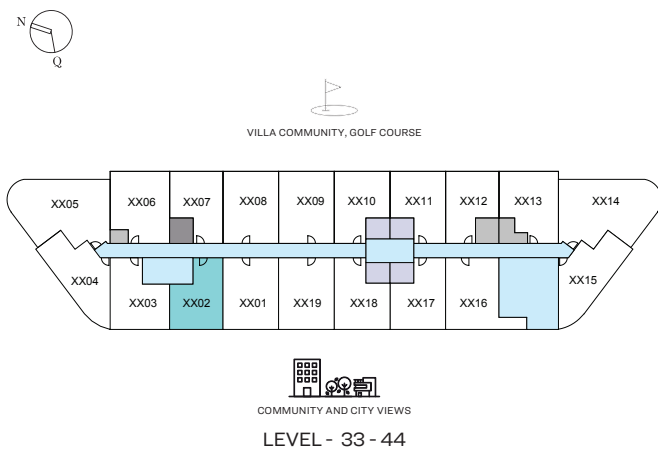 N
Q
VILLA COMMUNITY, GOLF COURSE
XX05
XX06
XX07
XX08
XX09
XX10
XX11
XX12
XX13
XX14
XX04
XX03
XX02
XX01
XX19
XX18
XX17
XX16
XX15
COMMUNITY AND CITY VIEWS
LEVEL - 33 - 44